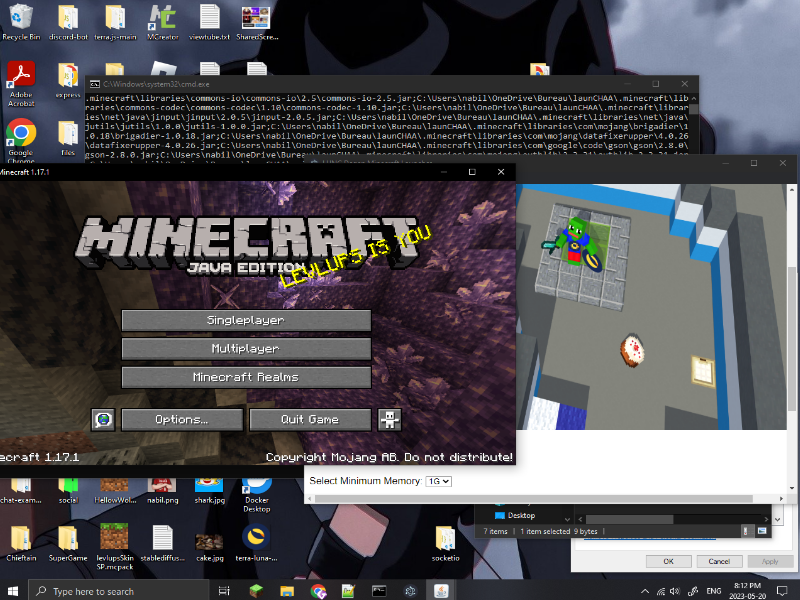 Recycle Bin
discord-bot
terra.js-main
MCreator
viewtube.txt
SharedScre...
Adobe
Acrobat
express
Google
Chrome
files
C:\Windows\system32\cmd.exe
.minecraft\libraries\commons-io\commons-io\2.5\commons-io-2.5.jar;C:\Users\nabil\OneDrive\Bureau\launCHAA\.minecraft\lib
raries\commons-codec\commons-codec\1.10\commons-codec-1.10.jar;C:\Users\nabil\OneDrive\Bureau\launCHAA\.minecraft\librar
ies\net\java\jinput\jinput\2.0.5\jinput-2.0.5.jar;C:\Users\nabil\OneDrive\Bureau\launCHAA\.minecraft\libraries\net\java\
jutils\jutils\1.0.0\jutils-1.0.0.jar;C:\Users\nabil\OneDrive\Bureau\launCHAA\.minecraft\libraries\com\mojang\brigadier\1
.0.18\brigadier-1.0.18.jar;C:\Users\nabil\OneDrive\Bureau\launCHAA\.minecraft\libraries\com\mojang\datafixerupper\4.0.26
\datafixerupper-4.0.26.jar;C:\Users\nabil\OneDrive\Bureau\launCHAA\.minecraft\libraries\com\google\code\gson\gson\2.8.0\
gson-2.8.0.jar;C:\Users\nabil\OneDrive\Burea
Minecraft 1.17.1
MINECRAFT
JAVA EDITION
LEVLUPS IS YOU
Singleplayer
Multiplayer
Minecraft Realms
Options...
Quit Game
ecraft 1.17.1
Copyright Mojang AB. Do not distribute!
Select Minimum Memory: 1G
chat-exam...
social
HelloWol...
nabil.png
shark.jpg
Docker
Desktop
Desktop
7 items
1 item selected 9 bytes
Chieftain
SuperGame
levlupsSkin
SP.mcpack
stablediffus...
cake.jpg
terra-luna-...
socketio
OK
Cancel
Apply
Type here to search
ENG
8:12 PM
2023-05-20